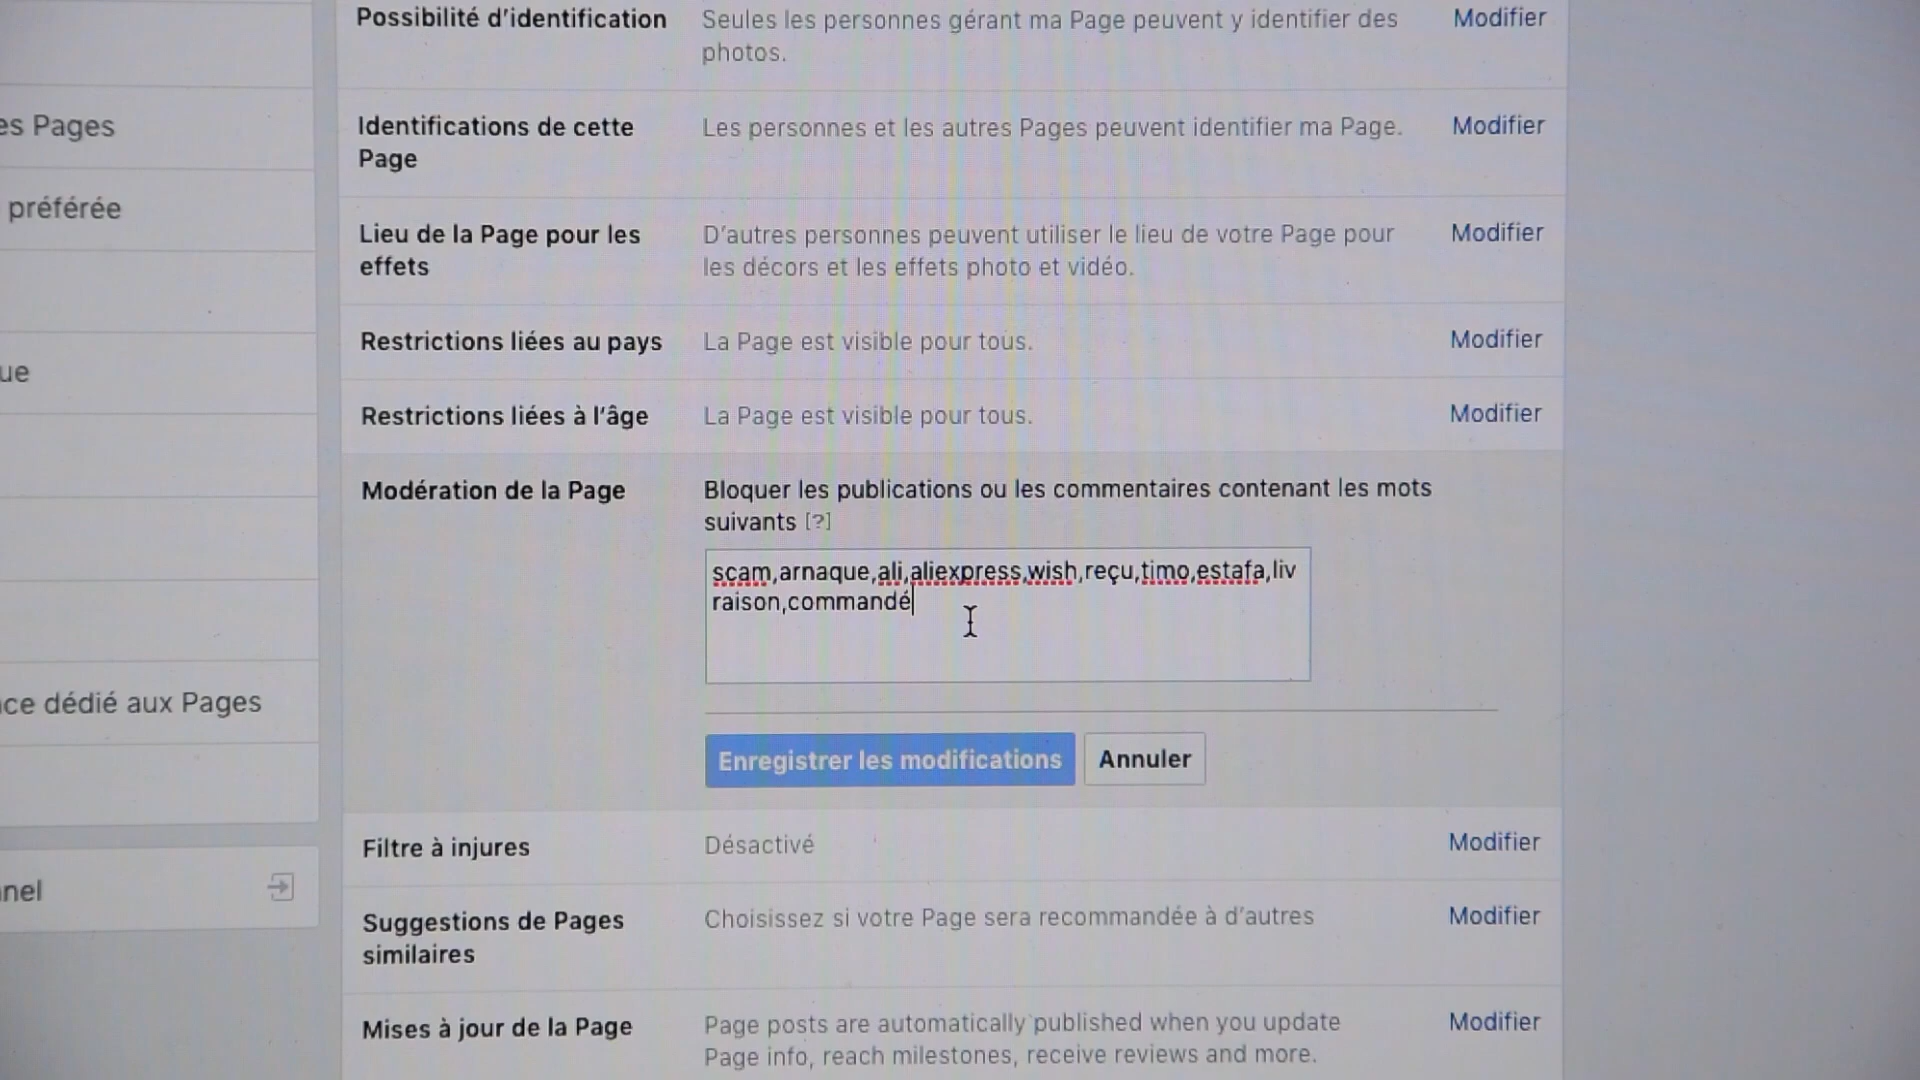 Possibilité d'identification
Seules les personnes gérant ma Page peuvent y identifier des
photos.
Modifier
es Pages
Identifications de cette
Page
Les personnes et les autres Pages peuvent identifier ma Page.
Modifier
préférée
Lieu de la Page pour les
effets
D'autres personnes peuvent utiliser le lieu de votre Page pour
les décors et les effets photo et vidéo.
Modifier
Restrictions liées au pays
La Page est visible pour tous.
Modifier
ue
Restrictions liées à l'âge
La Page est visible pour tous.
Modifier
Modération de la Page
Bloquer les publications ou les commentaires contenant les mots
suivants [?]
scam,arnaque,ali,aliexpress,wish,reçu,timo,estafa,liv
raison,commandé
ce dédié aux Pages
Enregistrer les modifications
Annuler
Filtre à injures
Désactivé
Modifier
nel
Suggestions de Pages
similaires
Choisissez si votre Page sera recommandée à d'autres
Modifier
Mises à jour de la Page
Page posts are automatically published when you update
Page info, reach milestones, receive reviews and more.
Modifier